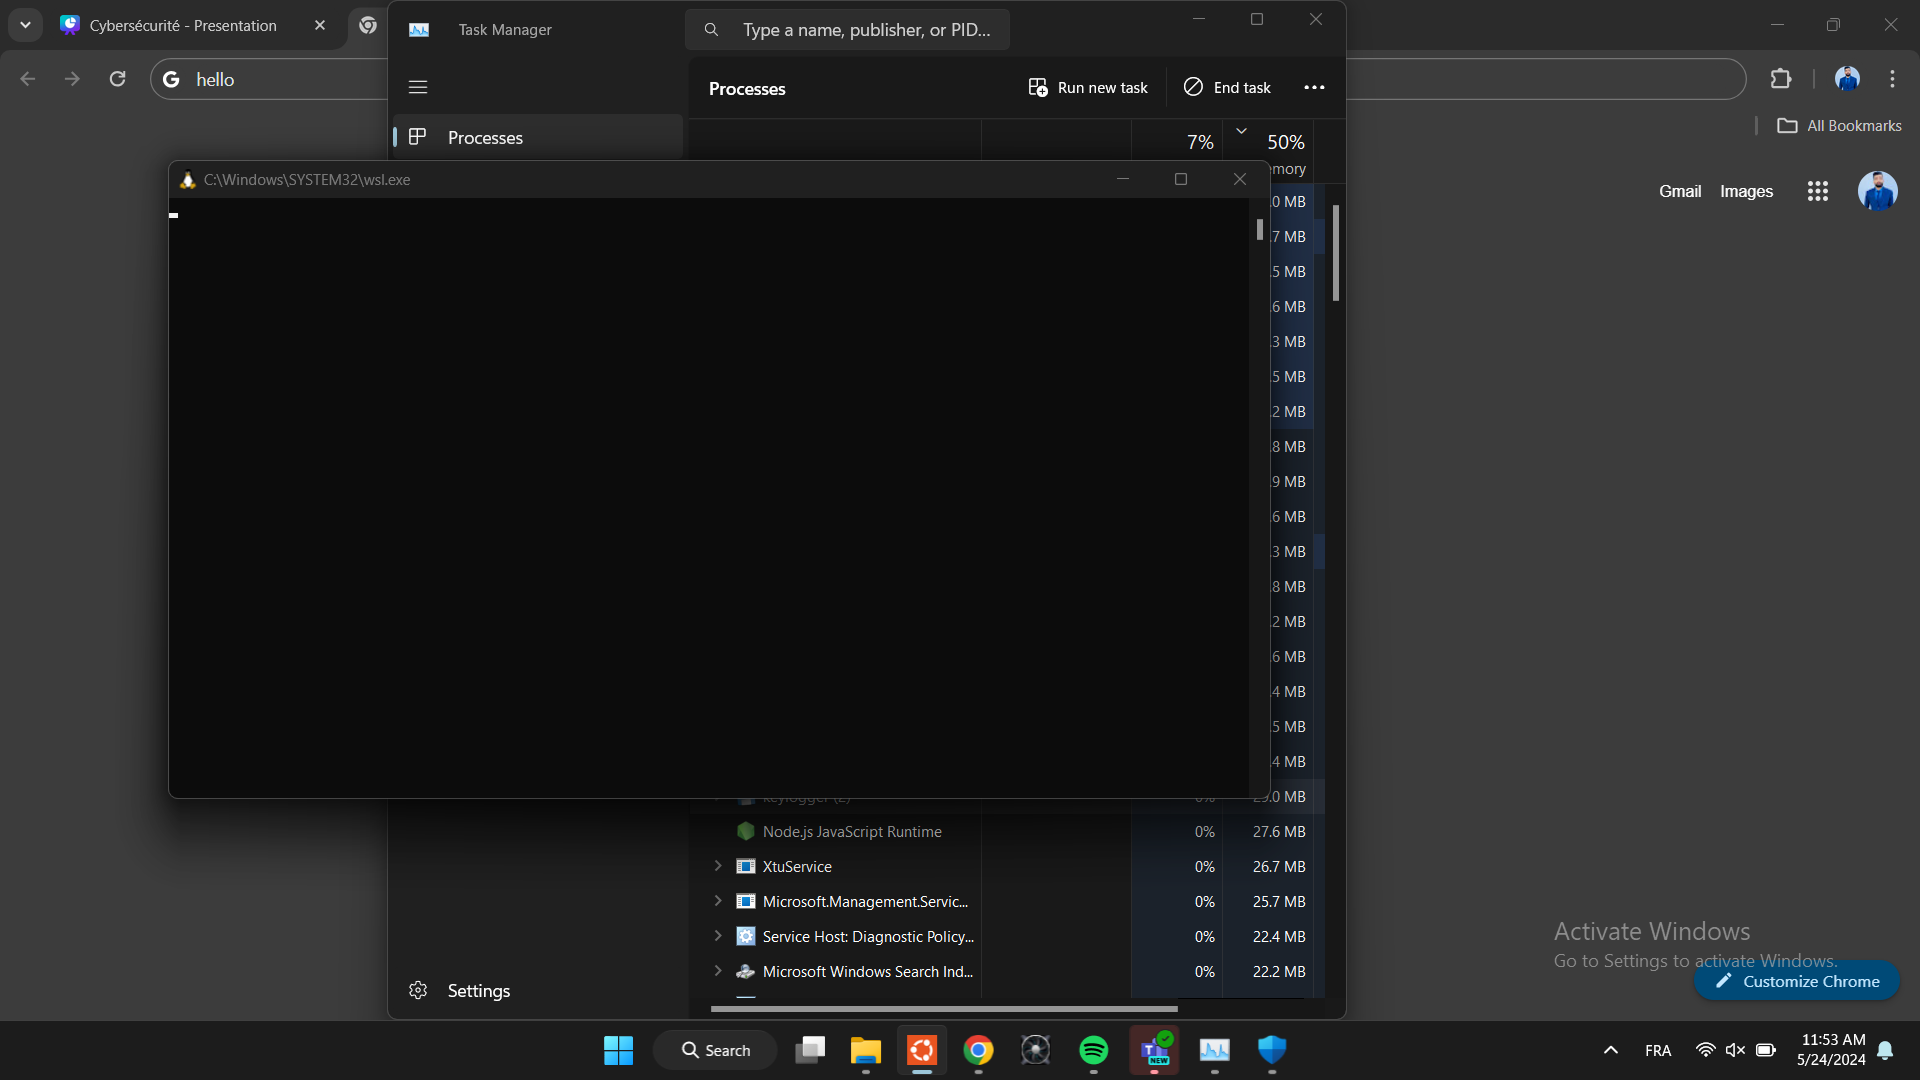 Cybersécurité - Presentation
hello
Task Manager
Type a name, publisher, or PID...
Processes
Run new task
End task
Processes
7%
50%
emory
All Bookmarks
Gmail
Images
C:\Windows\SYSTEM32\wsl.exe
.0 MB
.7 MB
.5 MB
.6 MB
.3 MB
.5 MB
.2 MB
.8 MB
.9 MB
.6 MB
.3 MB
.8 MB
.2 MB
.6 MB
.4 MB
.5 MB
.4 MB
keylogger (2) 0% 29.0 MB
Node.js JavaScript Runtime 0% 27.6 MB
XtuService 0% 26.7 MB
Microsoft.Management.Servic... 0% 25.7 MB
Service Host: Diagnostic Policy... 0% 22.4 MB
Microsoft Windows Search Ind... 0% 22.2 MB
Settings
Activate Windows
Go to Settings to activate Windows.
Customize Chrome
Search
NEW
FRA
11:53 AM
5/24/2024